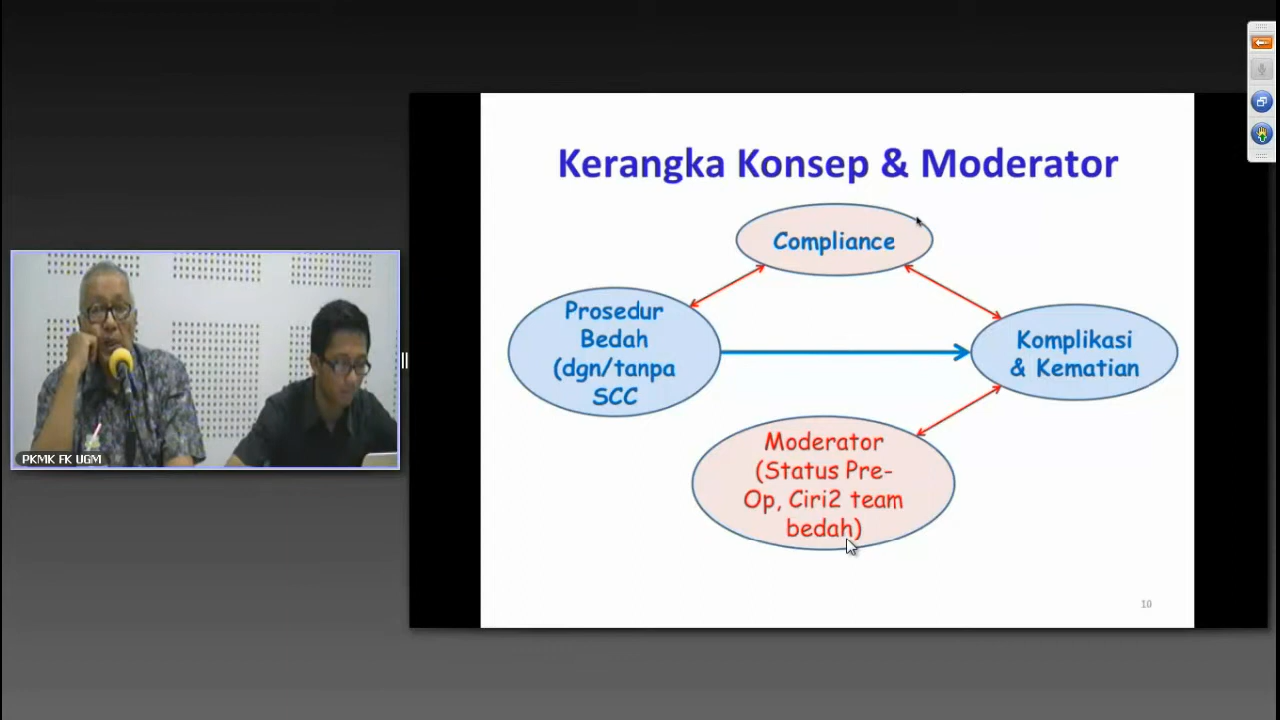 Kerangka Konsep & Moderator
Compliance
Prosedur
Bedah
(dgn/tanpa
SCC
Komplikasi
& Kematian
Moderator
(Status Pre-
Op, Ciri2 team
bedah)
10
PKMK FK UGM